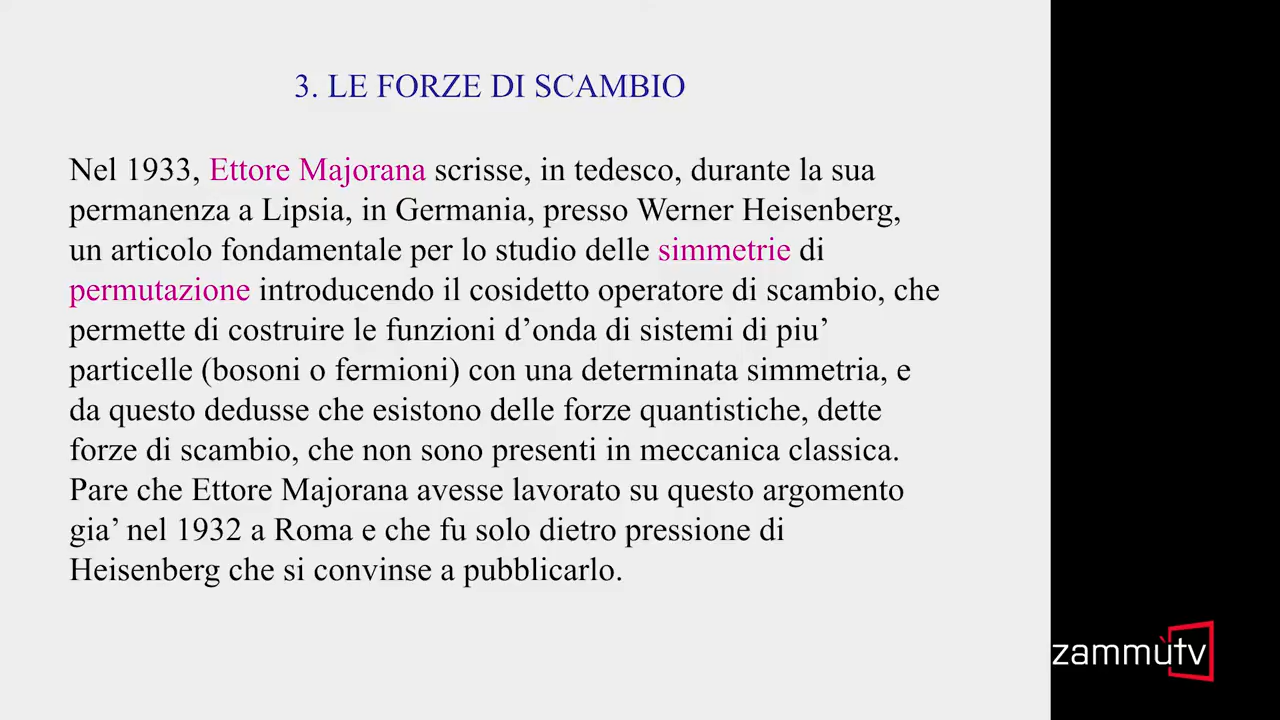 3. LE FORZE DI SCAMBIO
Nel 1933, Ettore Majorana scrisse, in tedesco, durante la sua
permanenza a Lipsia, in Germania, presso Werner Heisenberg,
un articolo fondamentale per lo studio delle simmetrie di
permutazione introducendo il cosidetto operatore di scambio, che
permette di costruire le funzioni d’onda di sistemi di piu’
particelle (bosoni o fermioni) con una determinata simmetria, e
da questo dedusse che esistono delle forze quantistiche, dette
forze di scambio, che non sono presenti in meccanica classica.
Pare che Ettore Majorana avesse lavorato su questo argomento
gia’ nel 1932 a Roma e che fu solo dietro pressione di
Heisenberg che si convinse a pubblicarlo.
zammùtv